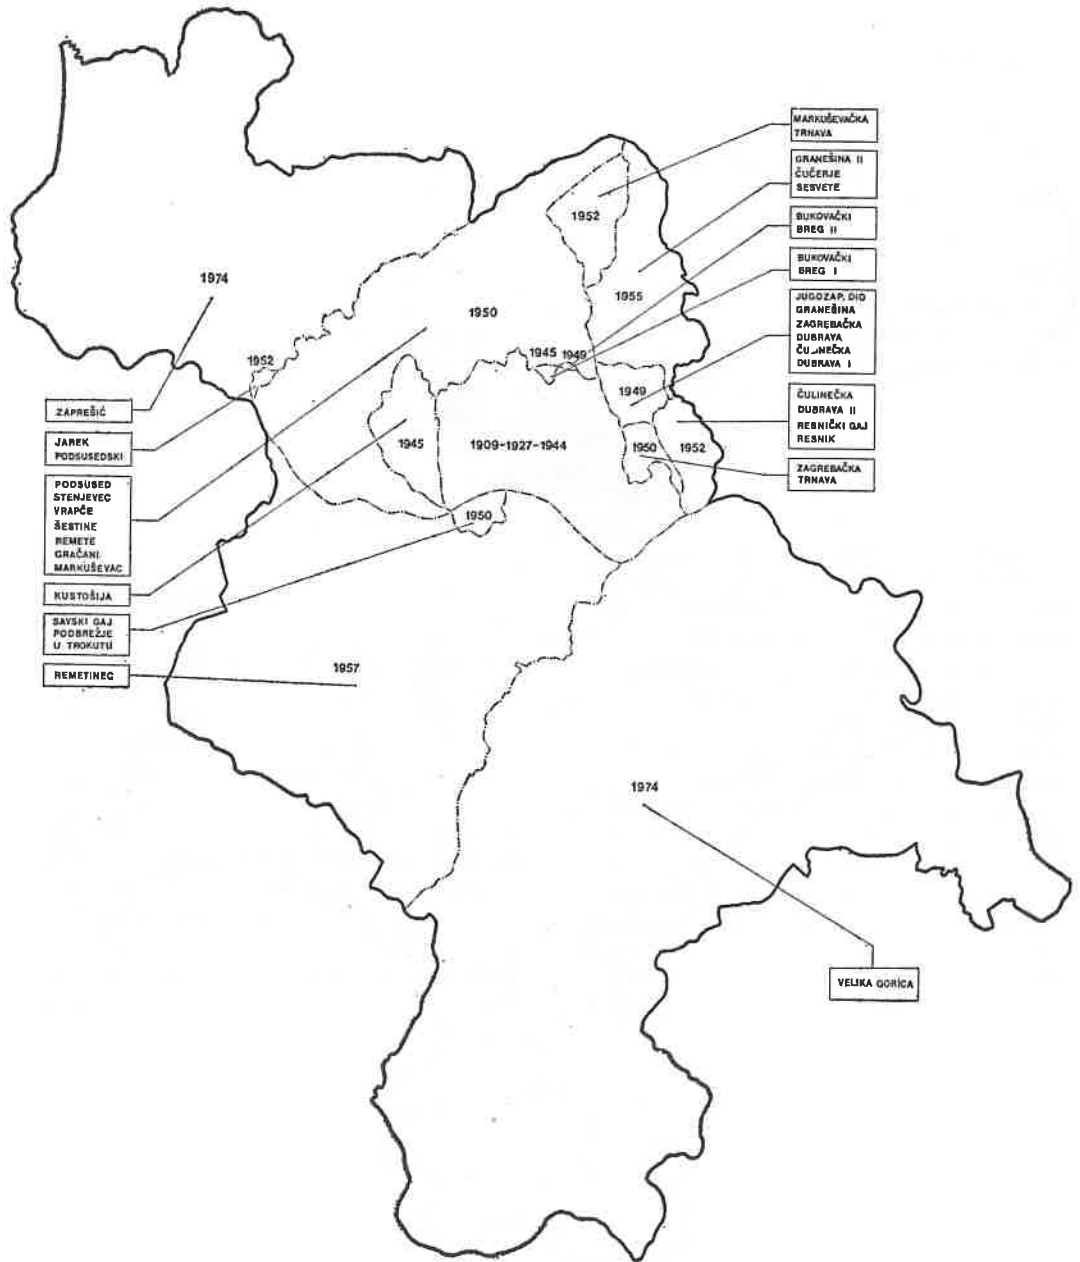 MARKUŠEVAČKA
TRNAVA
GRANEŠINA II
ČUČERJE
SESVETE
BUKOVAČKI
BREG II
BUKOVAČKI
BREG I
JUGOZAP. DIO
GRANEŠINA
ZAGREBAČKA
DUBRAVA
ČULINEČKA
DUBRAVA I
ČULINEČKA
DUBRAVA II
RESNIČKI GAJ
RESNIK
ZAGREBAČKA
TRNAVA
1952
1974
1955
1950
1945
1949
1952
1949
1945
1909-1927-1944
1950
1952
1950
1957
1974
ZAPREŠIĆ
JAREK
PODSUSEDSKI
PODSUSED
STENJEVEC
VRAPČE
ŠESTINE
REMETE
GRAČANI
MARKUŠEVAC
KUSTOŠIJA
SAVSKI GAJ
PODBREŽJE
U TROKUTU
REMETINEC
VELIKA GORICA